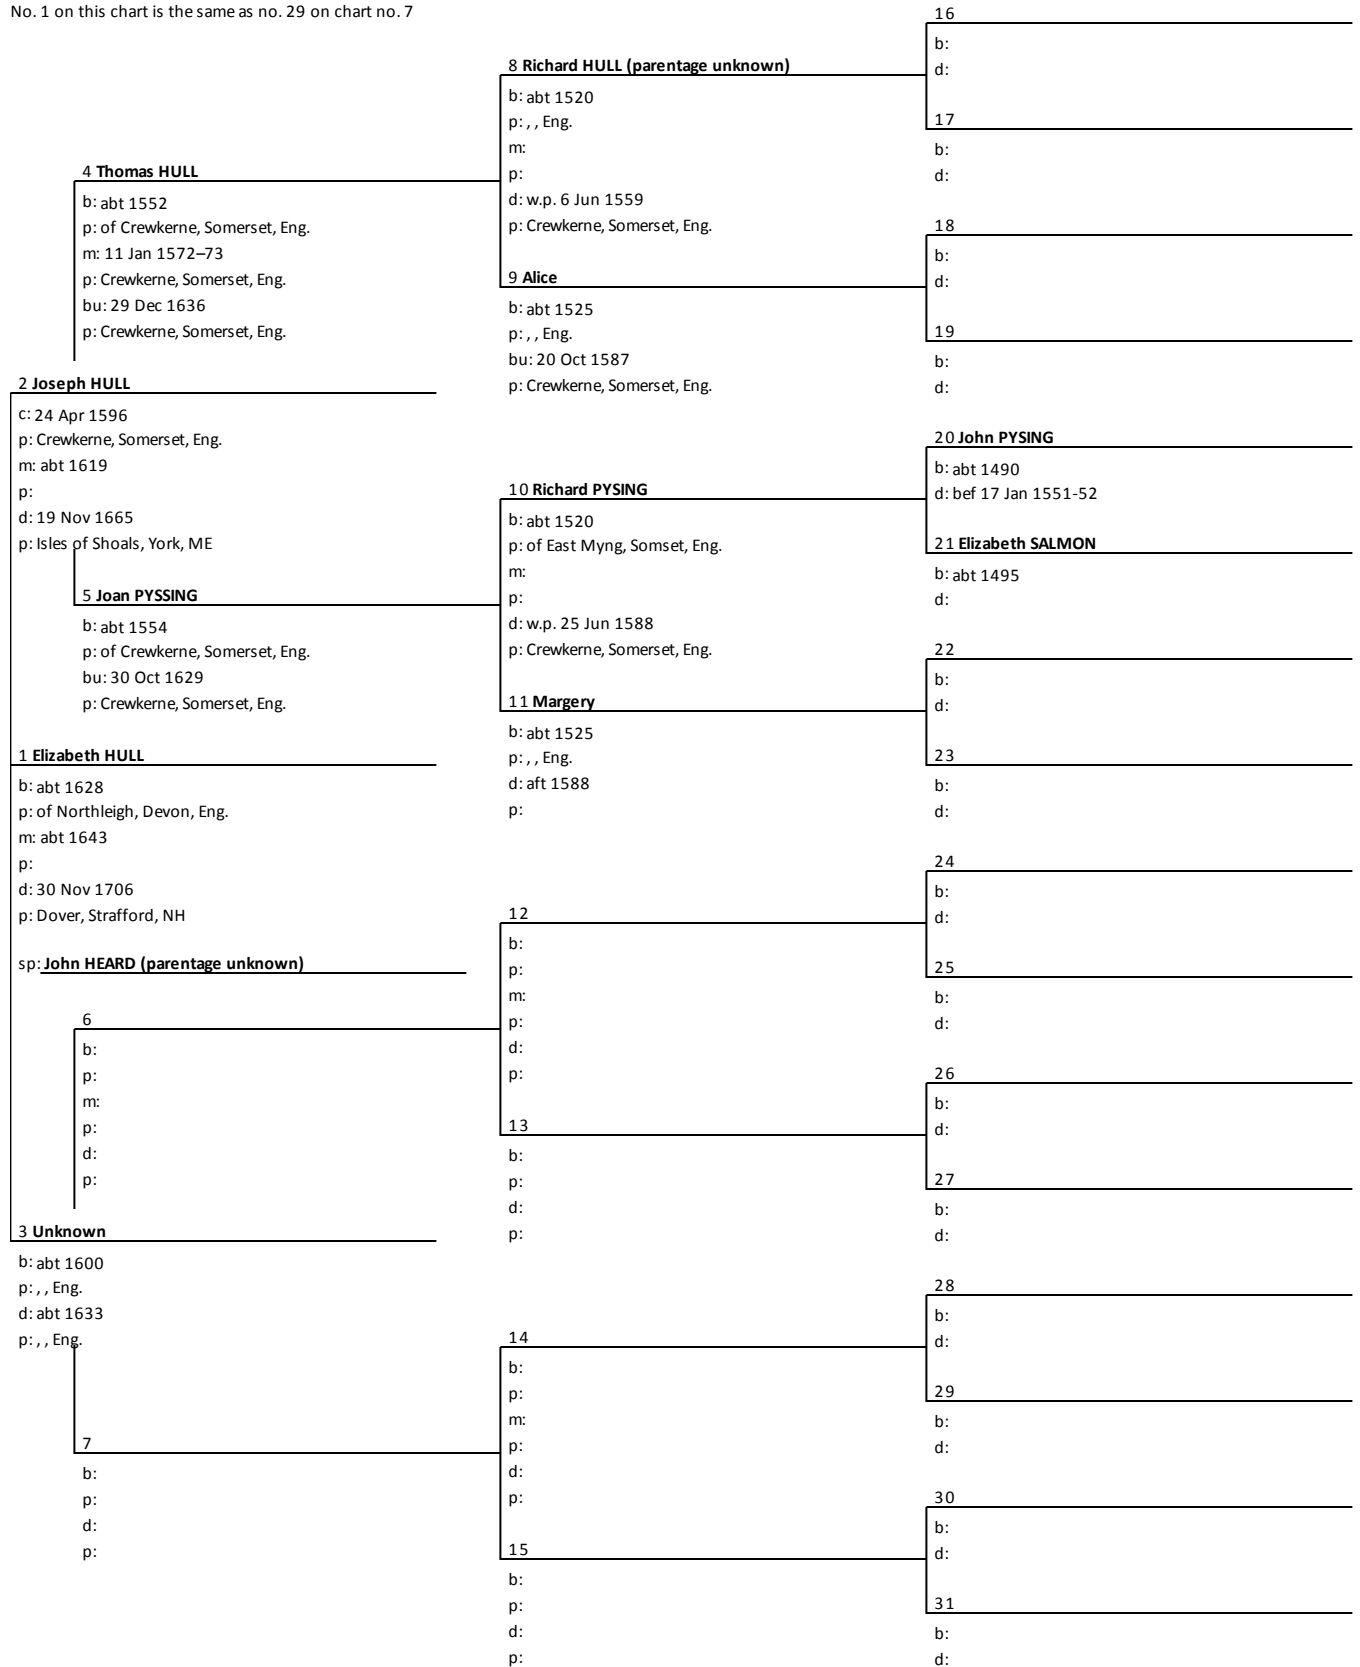 No. 1 on this chart is the same as no. 29 on chart no. 7
16
b:
d:
8 Richard HULL (parentage unknown)
b: abt 1520
p: , , Eng.
m:
p:
d: w.p. 6 Jun 1559
p: Crewkerne, Somerset, Eng.
17
b:
d:
4 Thomas HULL
b: abt 1552
p: of Crewkerne, Somerset, Eng.
m: 11 Jan 1572–73
p: Crewkerne, Somerset, Eng.
bu: 29 Dec 1636
p: Crewkerne, Somerset, Eng.
18
b:
d:
9 Alice
b: abt 1525
p: , , Eng.
bu: 20 Oct 1587
p: Crewkerne, Somerset, Eng.
19
b:
d:
2 Joseph HULL
c: 24 Apr 1596
p: Crewkerne, Somerset, Eng.
m: abt 1619
p:
d: 19 Nov 1665
p: Isles of Shoals, York, ME
20 John PYSING
b: abt 1490
d: bef 17 Jan 1551-52
10 Richard PYSING
b: abt 1520
p: of East Myng, Somset, Eng.
m:
p:
d: w.p. 25 Jun 1588
p: Crewkerne, Somerset, Eng.
21 Elizabeth SALMON
b: abt 1495
d:
5 Joan PYSSING
b: abt 1554
p: of Crewkerne, Somerset, Eng.
bu: 30 Oct 1629
p: Crewkerne, Somerset, Eng.
22
b:
d:
11 Margery
b: abt 1525
p: , , Eng.
d: aft 1588
p:
23
b:
d:
1 Elizabeth HULL
b: abt 1628
p: of Northleigh, Devon, Eng.
m: abt 1643
p:
d: 30 Nov 1706
p: Dover, Strafford, NH
sp: John HEARD (parentage unknown)
24
b:
d:
12
b:
p:
m:
p:
d:
p:
25
b:
d:
6
b:
p:
m:
p:
d:
p:
26
b:
d:
13
b:
p:
d:
p:
27
b:
d:
3 Unknown
b: abt 1600
p: , , Eng.
d: abt 1633
p: , , Eng.
28
b:
d:
14
b:
p:
m:
p:
d:
p:
29
b:
d:
7
b:
p:
d:
p:
30
b:
d:
15
b:
p:
d:
p:
31
b:
d: